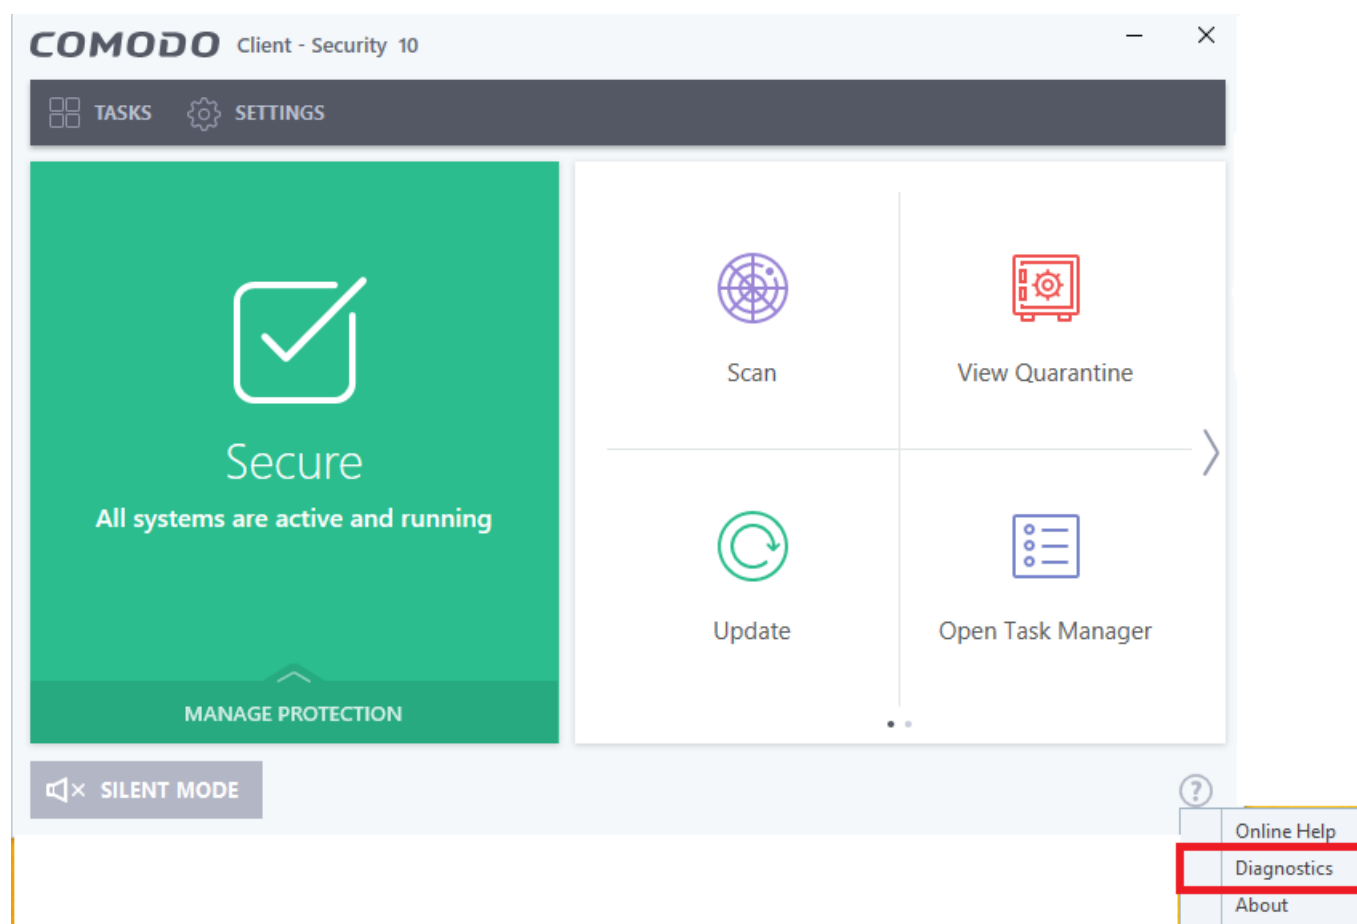 COMODO Client - Security 10
TASKS SETTINGS
Secure
All systems are active and running
MANAGE PROTECTION
Scan
View Quarantine
Update
Open Task Manager
SILENT MODE
?
Online Help
Diagnostics
About